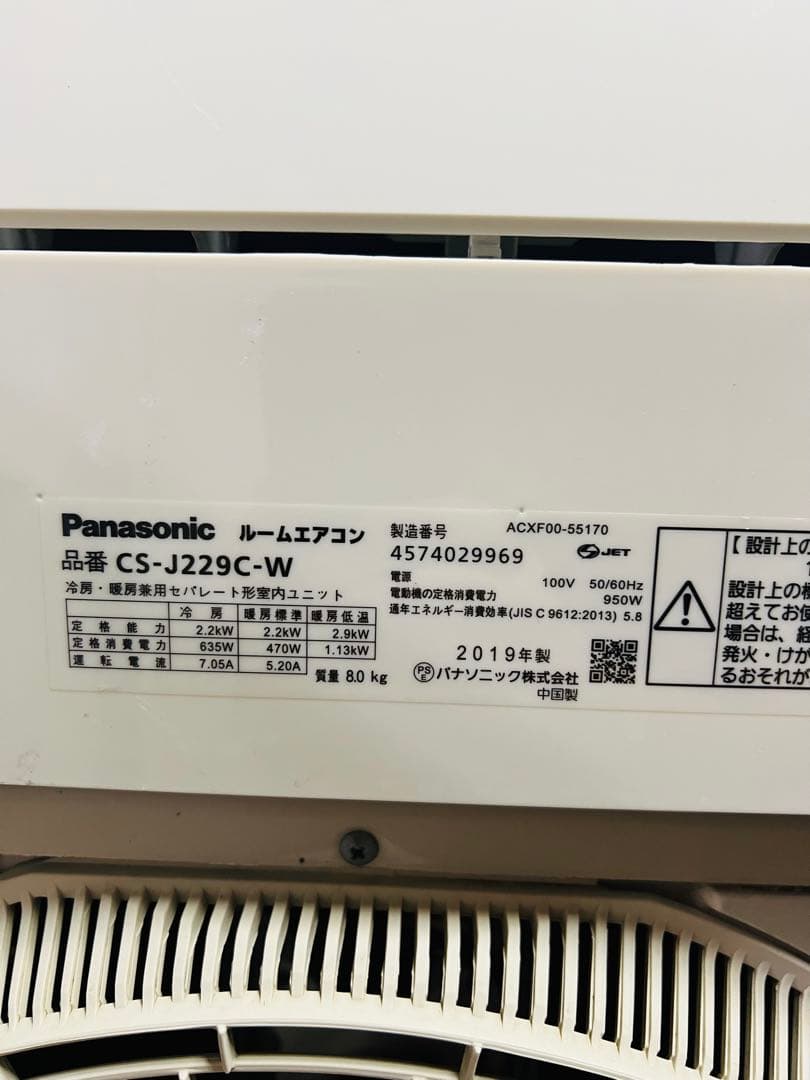 Panasonic ルームエアコン
品番 CS-J229C-W
冷房・暖房兼用セパレート形室内ユニット
冷房 暖房標準 暖房低温
定格能力 2.2kW 2.2kW 2.9kW
定格消費電力 635W 470W 1.13kW
運転電流 7.05A 5.20A
質量 8.0 kg
製造番号 ACXF00-55170
4574029969 JET
電源 100V 50/60Hz
電動機の定格消費電力 950W
通年エネルギー消費効率(JIS C 9612:2013) 5.8
2019年製
PSE パナソニック株式会社
中国製
【設計上の
1
設計上の標
超えてお使
場合は、経
発火・けが
るおそれが